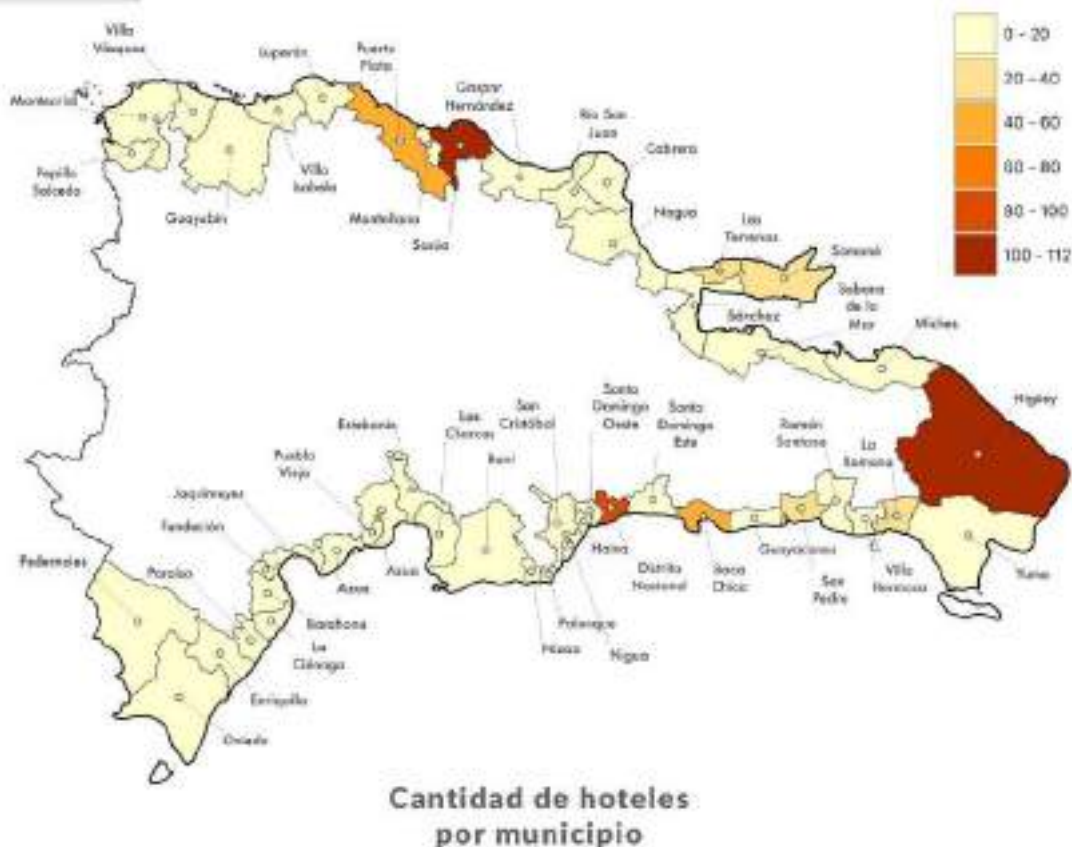 Villa
Vásquez
Luperón
Puerto
Plata
Gaspar
Hernández
Río San
Juan
Cabrera
Montecristi
Pepillo
Salcedo
Guayubín
Villa
Isabela
Montellano
Sosúa
Nagua
Las
Terrenas
Samaná
Sabana
de la
Mar
Sánchez
Miches
Higüey
0 - 20
20 - 40
40 - 60
60 - 80
80 - 100
100 - 112
Estebanía
Las
Charcas
San
Cristóbal
Santo
Domingo
Oeste
Santo
Domingo
Este
Ramón
Santana
La
Romana
Pueblo
Viejo
Baní
Jaquimeyes
Fundación
Pedernales
Paraíso
Azua
Azua
Barahona
La
Ciénaga
Enriquillo
Oviedo
Haina
Distrito
Nacional
Boca
Chica
Guayacanes
San
Pedro
Villa
Hermosa
Yuma
Palenque
Nizao
Nigua
Cantidad de hoteles
por municipio